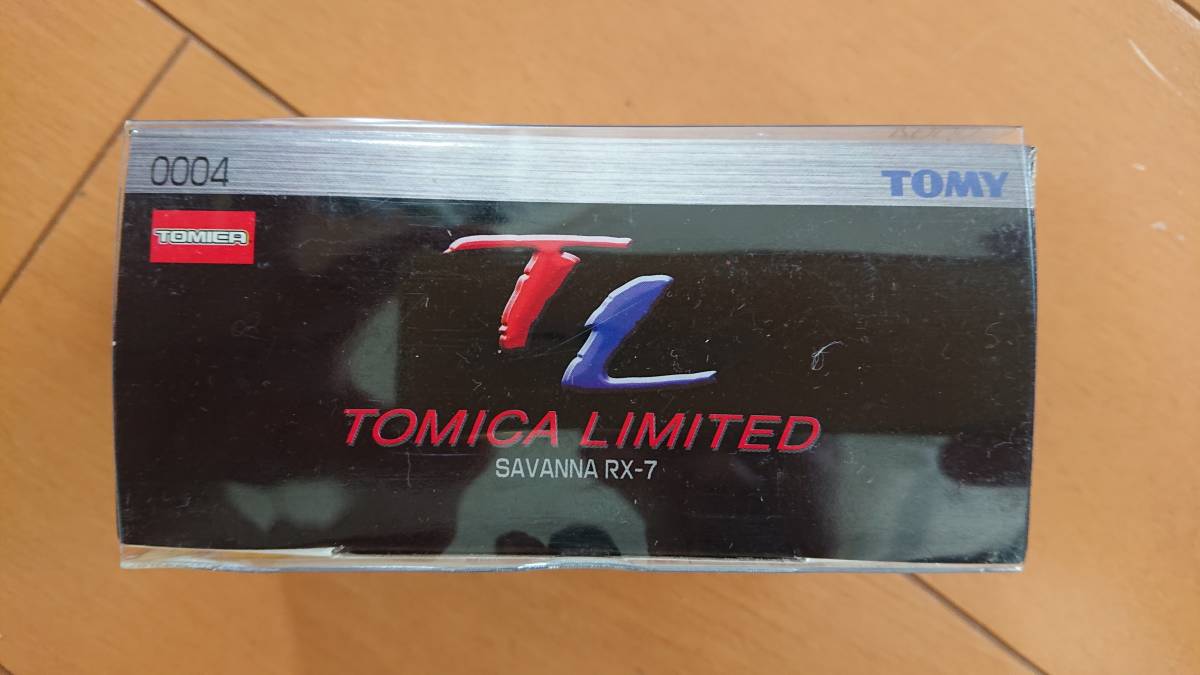 0004
TOMY
TOMICA
TL
TOMICA LIMITED
SAVANNA RX-7